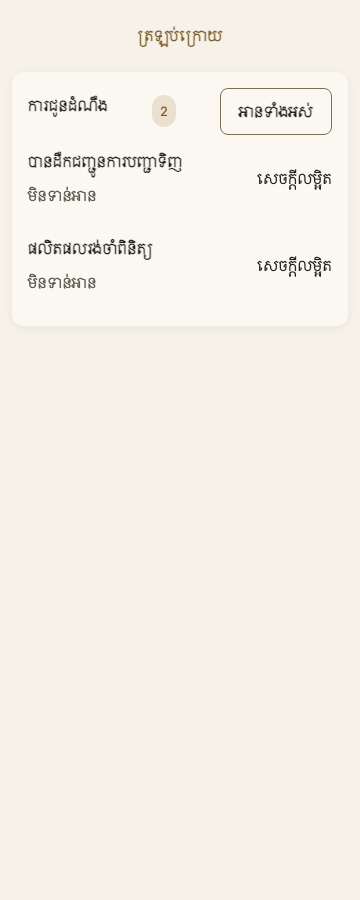 ត្រឡប់ក្រោយ
ការជូនដំណឹង
2
អានទាំងអស់
បានដឹកជញ្ជូនការបញ្ជាទិញ
មិនទាន់អាន
សេចក្ដីលម្អិត
ផលិតផលរង់ចាំពិនិត្យ
មិនទាន់អាន
សេចក្ដីលម្អិត